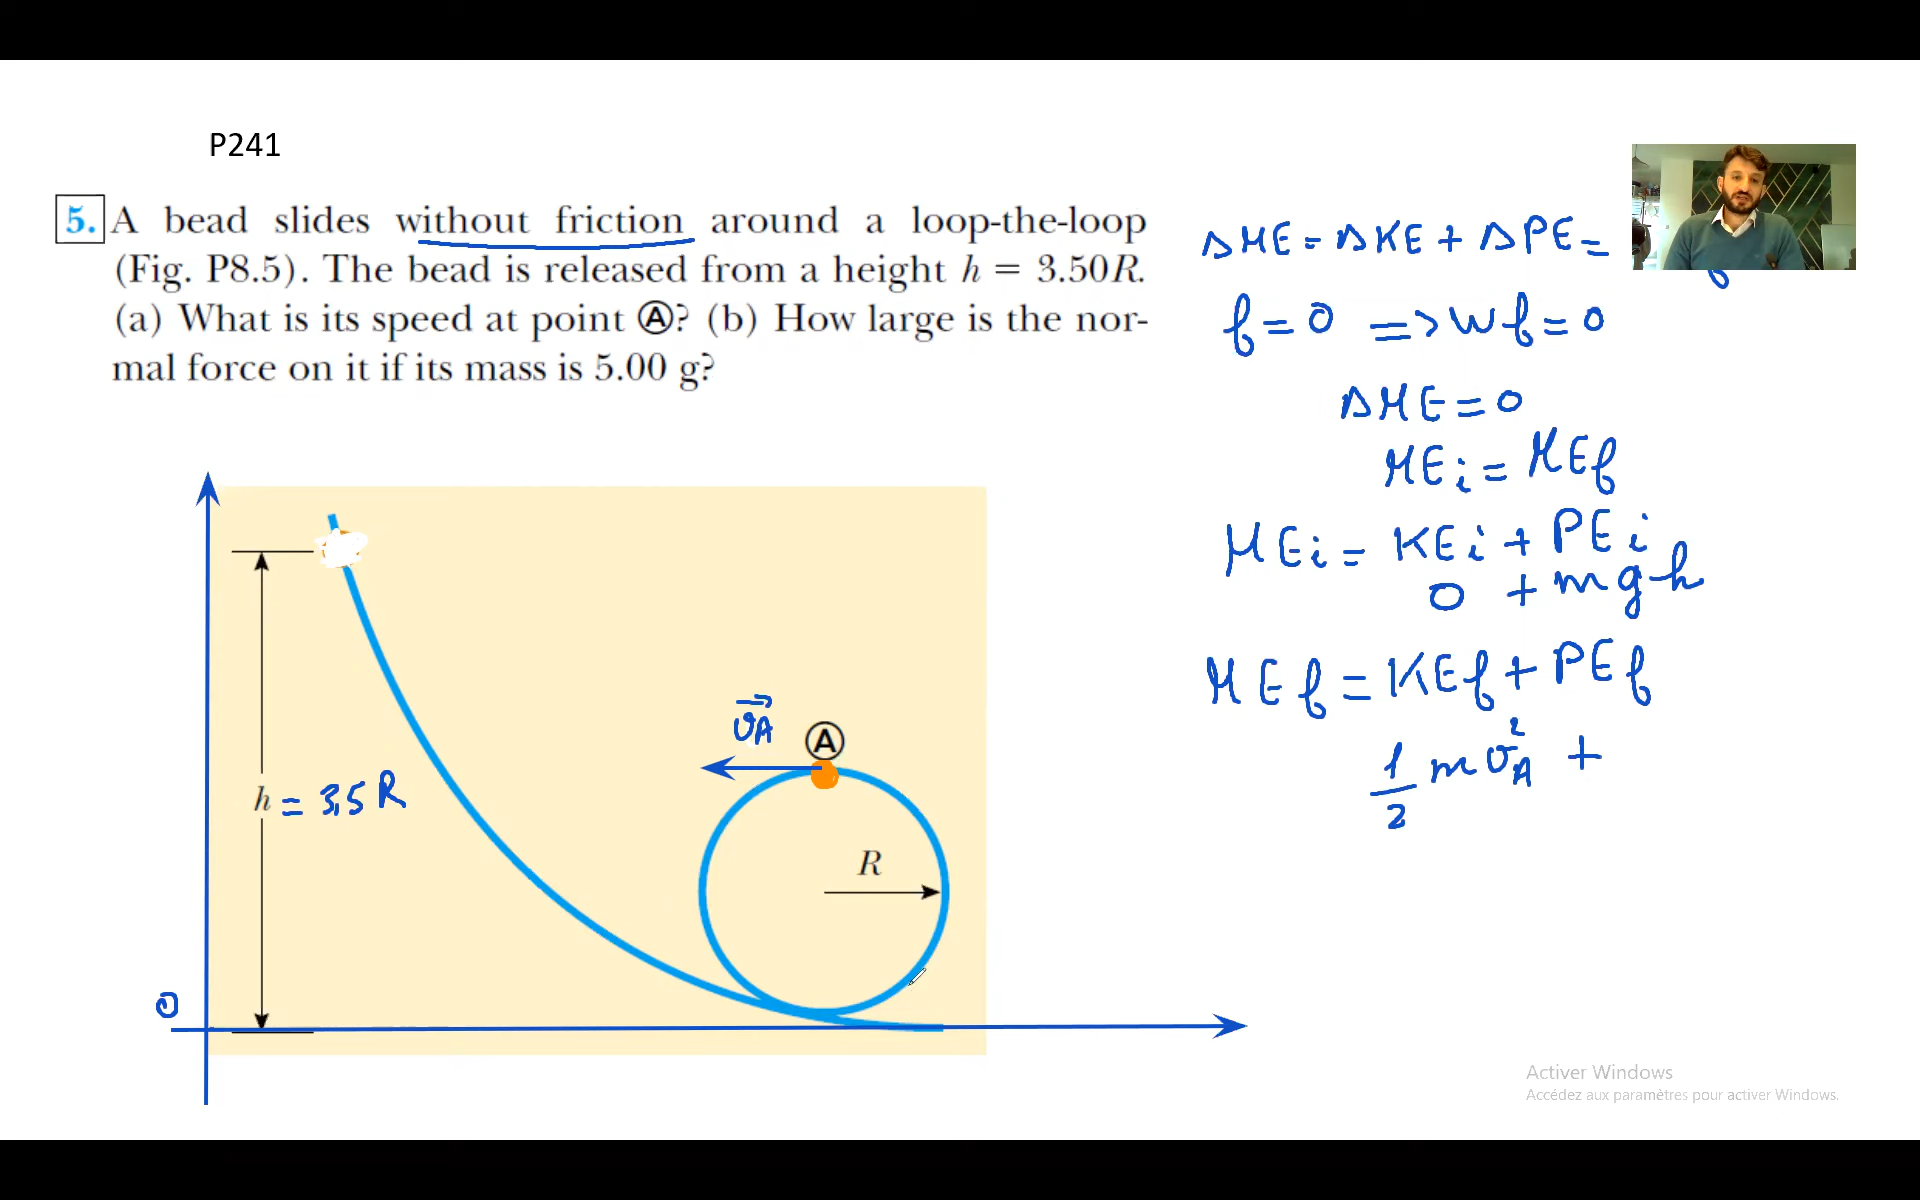 P241
5. A bead slides without friction around a loop-the-loop
(Fig. P8.5). The bead is released from a height h = 3.50R.
(a) What is its speed at point Ⓐ? (b) How large is the nor-
mal force on it if its mass is 5.00 g?
ΔME = ΔKE + ΔPE =
f = 0 => Wf = 0
ΔME = 0
MEi = MEf
MEi = KEi + PEi
0 + mgh
MEf = KEf + PEf
1/2 m v²A +
vA
Ⓐ
h = 3,5 R
R
0
Activer Windows
Accédez aux paramètres pour activer Windows.